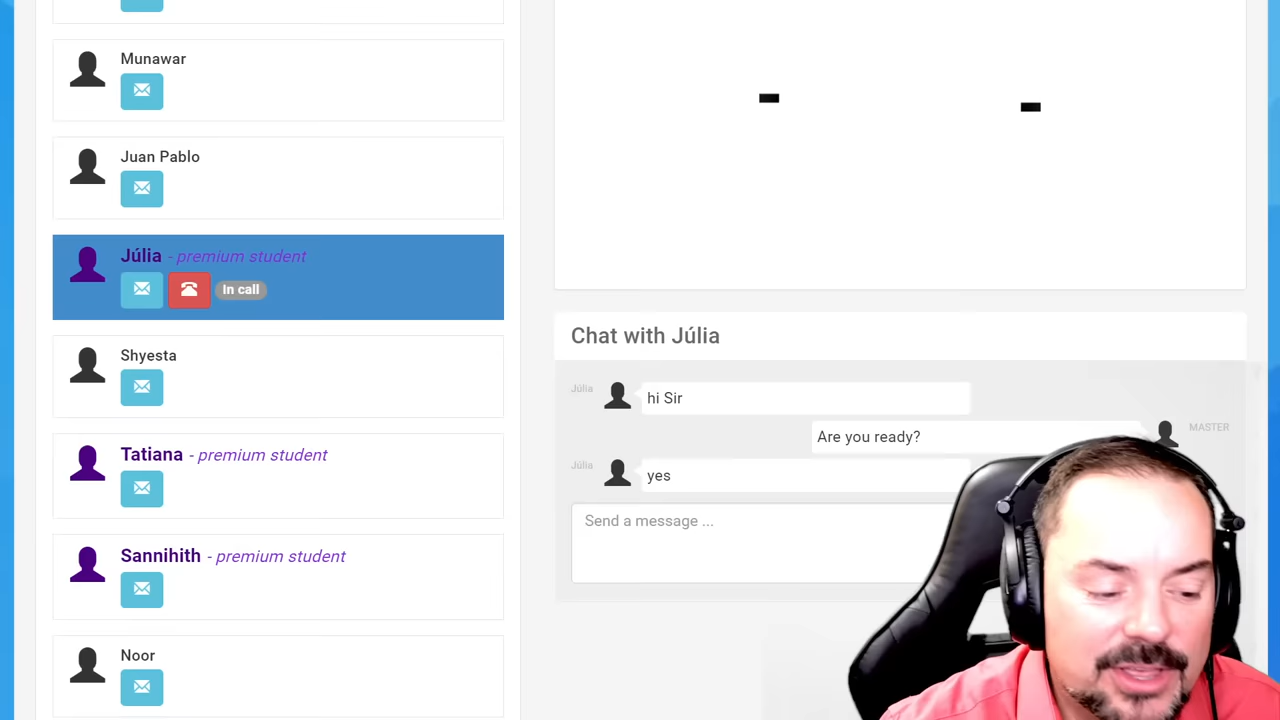 Munawar
Juan Pablo
Júlia - premium student
In call
Shyesta
Tatiana - premium student
Sannihith - premium student
Noor
Chat with Júlia
Júlia
hi Sir
Are you ready?
MASTER
Júlia
yes
Send a message ...